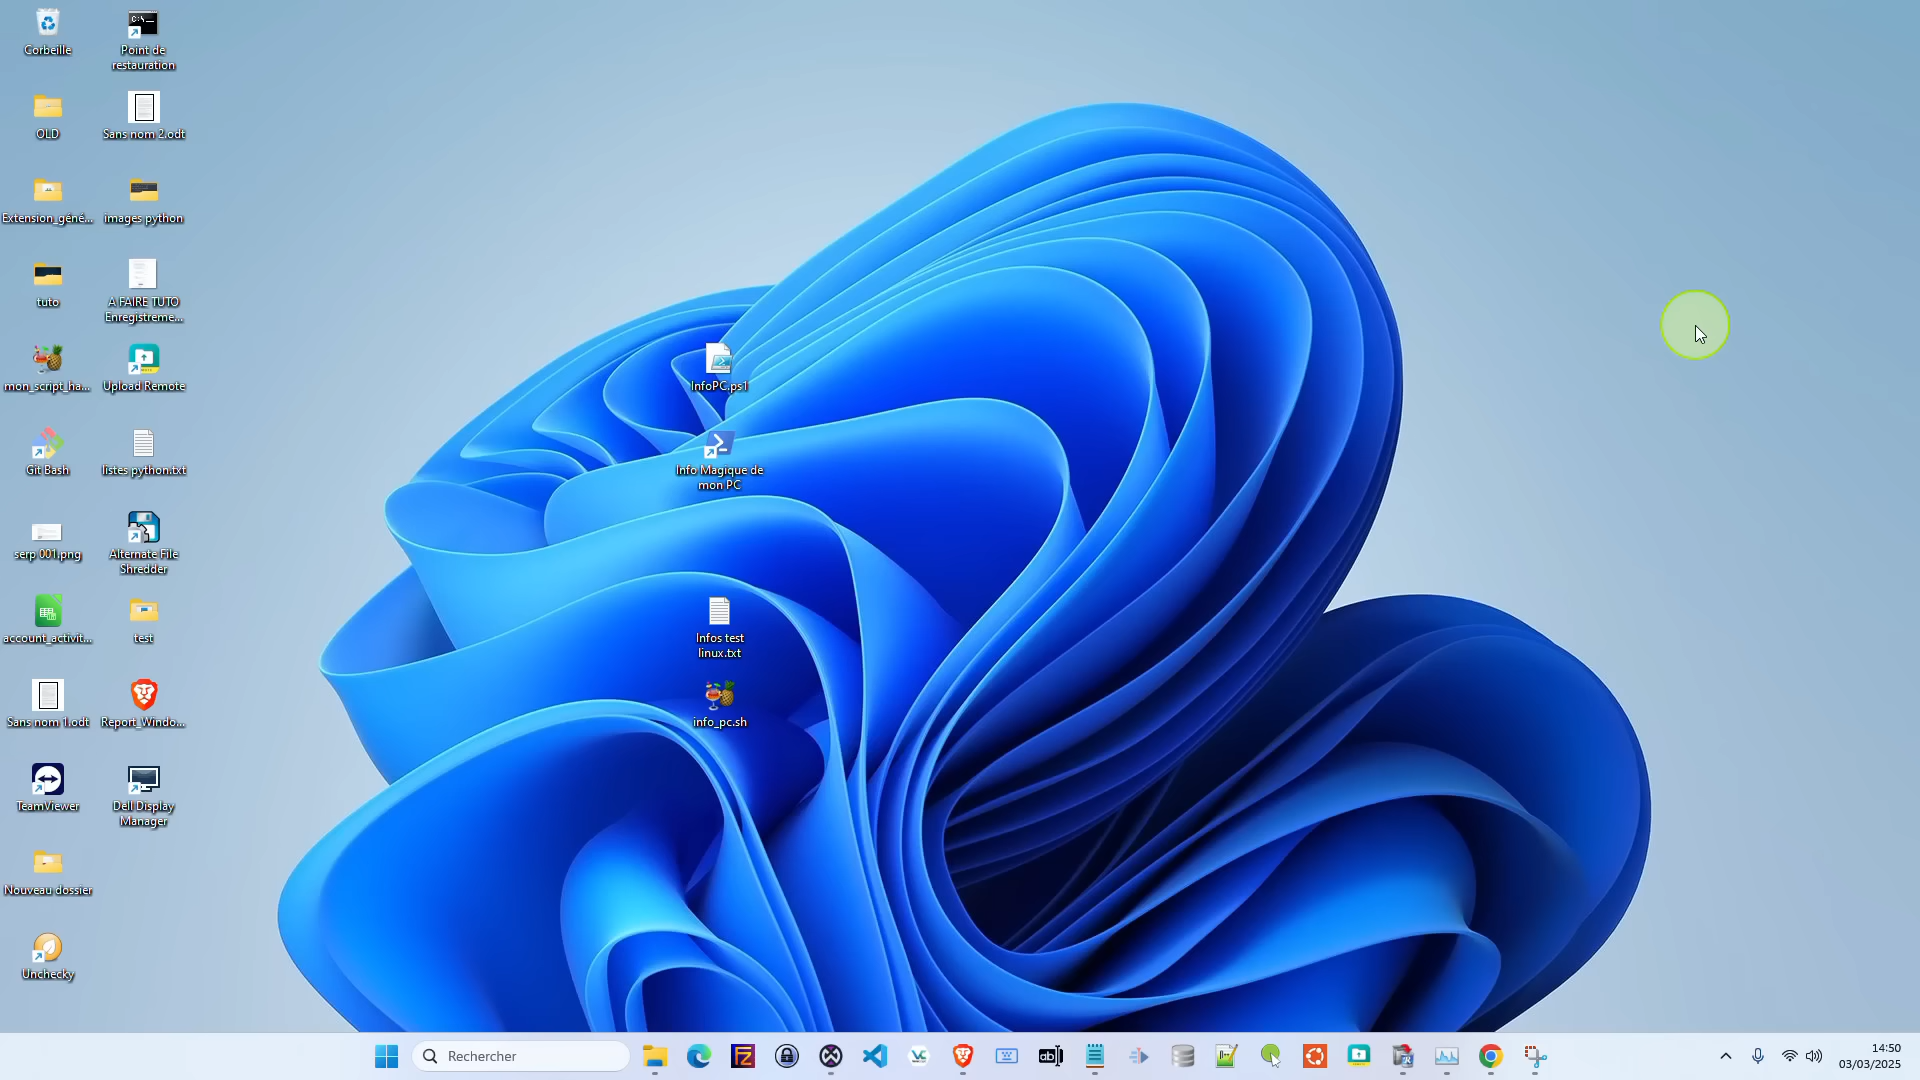 Corbeille
Point de
restauration
OLD
Sans nom 2.odt
Extension_géné...
images python
tuto
A FAIRE TUTO
Enregistreme...
mon_script_ha...
Upload Remote
Git Bash
listes python.txt
serp 001.png
Alternate File
Shredder
account_activit...
test
Sans nom 1.odt
Report_Windo...
TeamViewer
Dell Display
Manager
Nouveau dossier
Unchecky
InfoPC.ps1
Info Magique de
mon PC
Infos test
linux.txt
info_pc.sh
Rechercher
14:50
03/03/2025